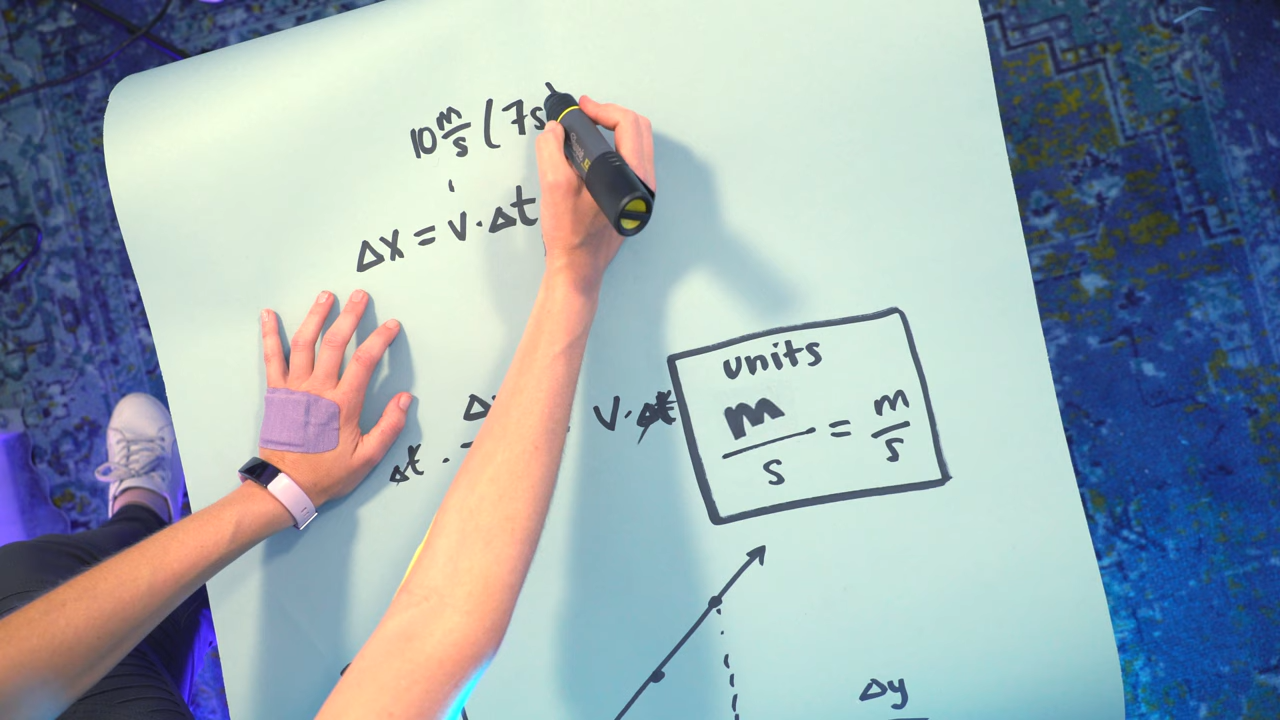 10 m/s (7s
Δx = v·Δt
Δt · Δ
v·Δt
units
m/s = m/s
Δy